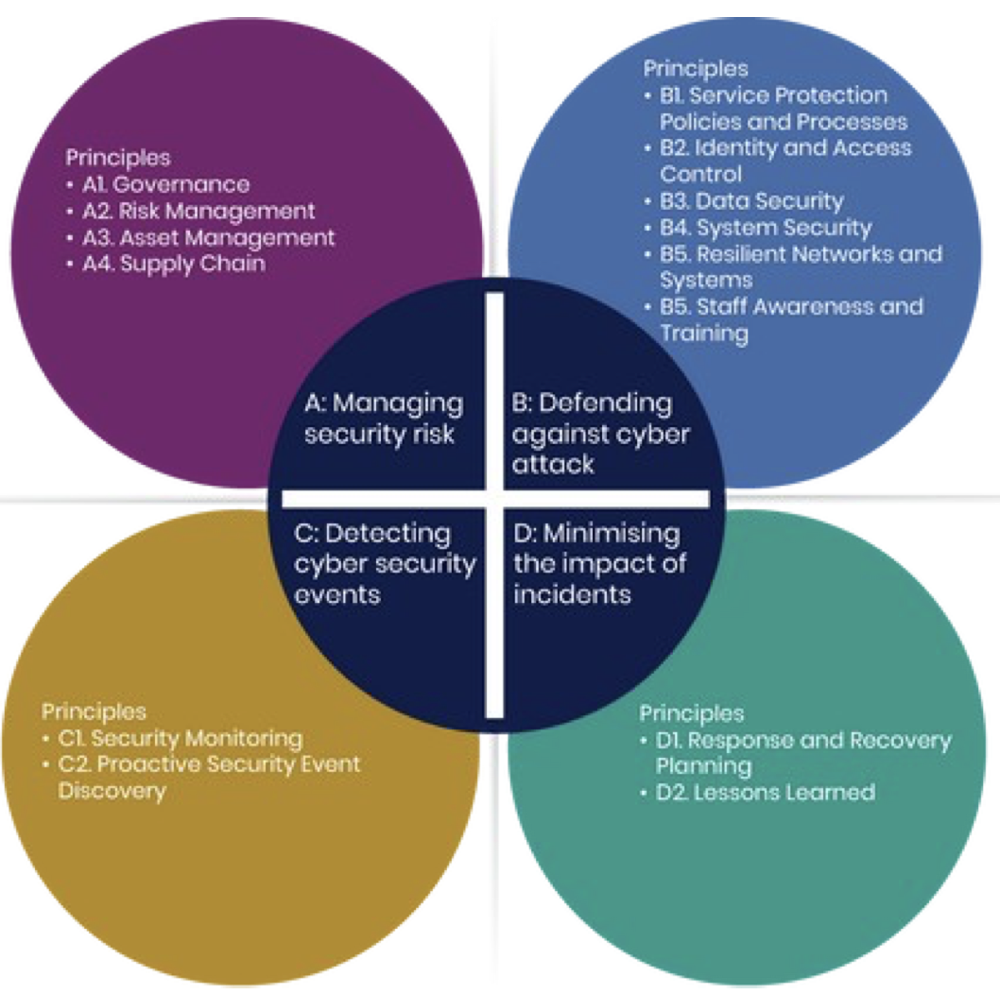 Principles
• A1. Governance
• A2. Risk Management
• A3. Asset Management
• A4. Supply Chain
Principles
• B1. Service Protection
Policies and Processes
• B2. Identity and Access
Control
• B3. Data Security
• B4. System Security
• B5. Resilient Networks and
Systems
• B5. Staff Awareness and
Training
A: Managing
security risk
B: Defending
against cyber
attack
C: Detecting
cyber security
events
D: Minimising
the impact of
incidents
Principles
• C1. Security Monitoring
• C2. Proactive Security Event
Discovery
Principles
• D1. Response and Recovery
Planning
• D2. Lessons Learned